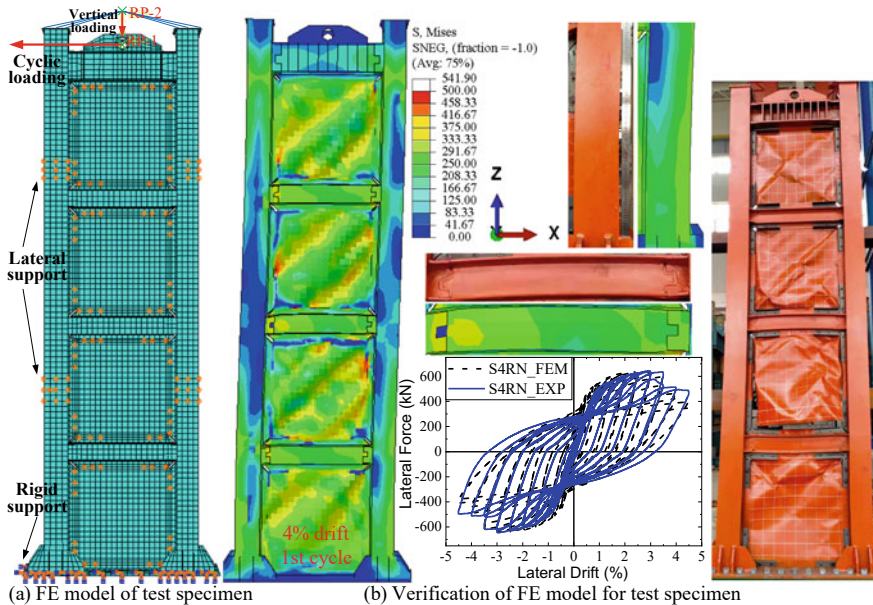 Vertical
loading
RP-2
RP-1
Cyclic
loading
Lateral
support
Rigid
support
S, Mises
SNEG, (fraction = -1.0)
(Avg: 75%)
541.90
500.00
458.33
416.67
375.00
333.33
291.67
250.00
208.33
166.67
125.00
83.33
41.67
0.00
Z
Y
X
4% drift
1st cycle
S4RN_FEM
S4RN_EXP
Lateral Force (kN)
600
400
200
0
-200
-400
-600
-5 -4 -3 -2 -1 0 1 2 3 4 5
Lateral Drift (%)
(a) FE model of test specimen
(b) Verification of FE model for test specimen